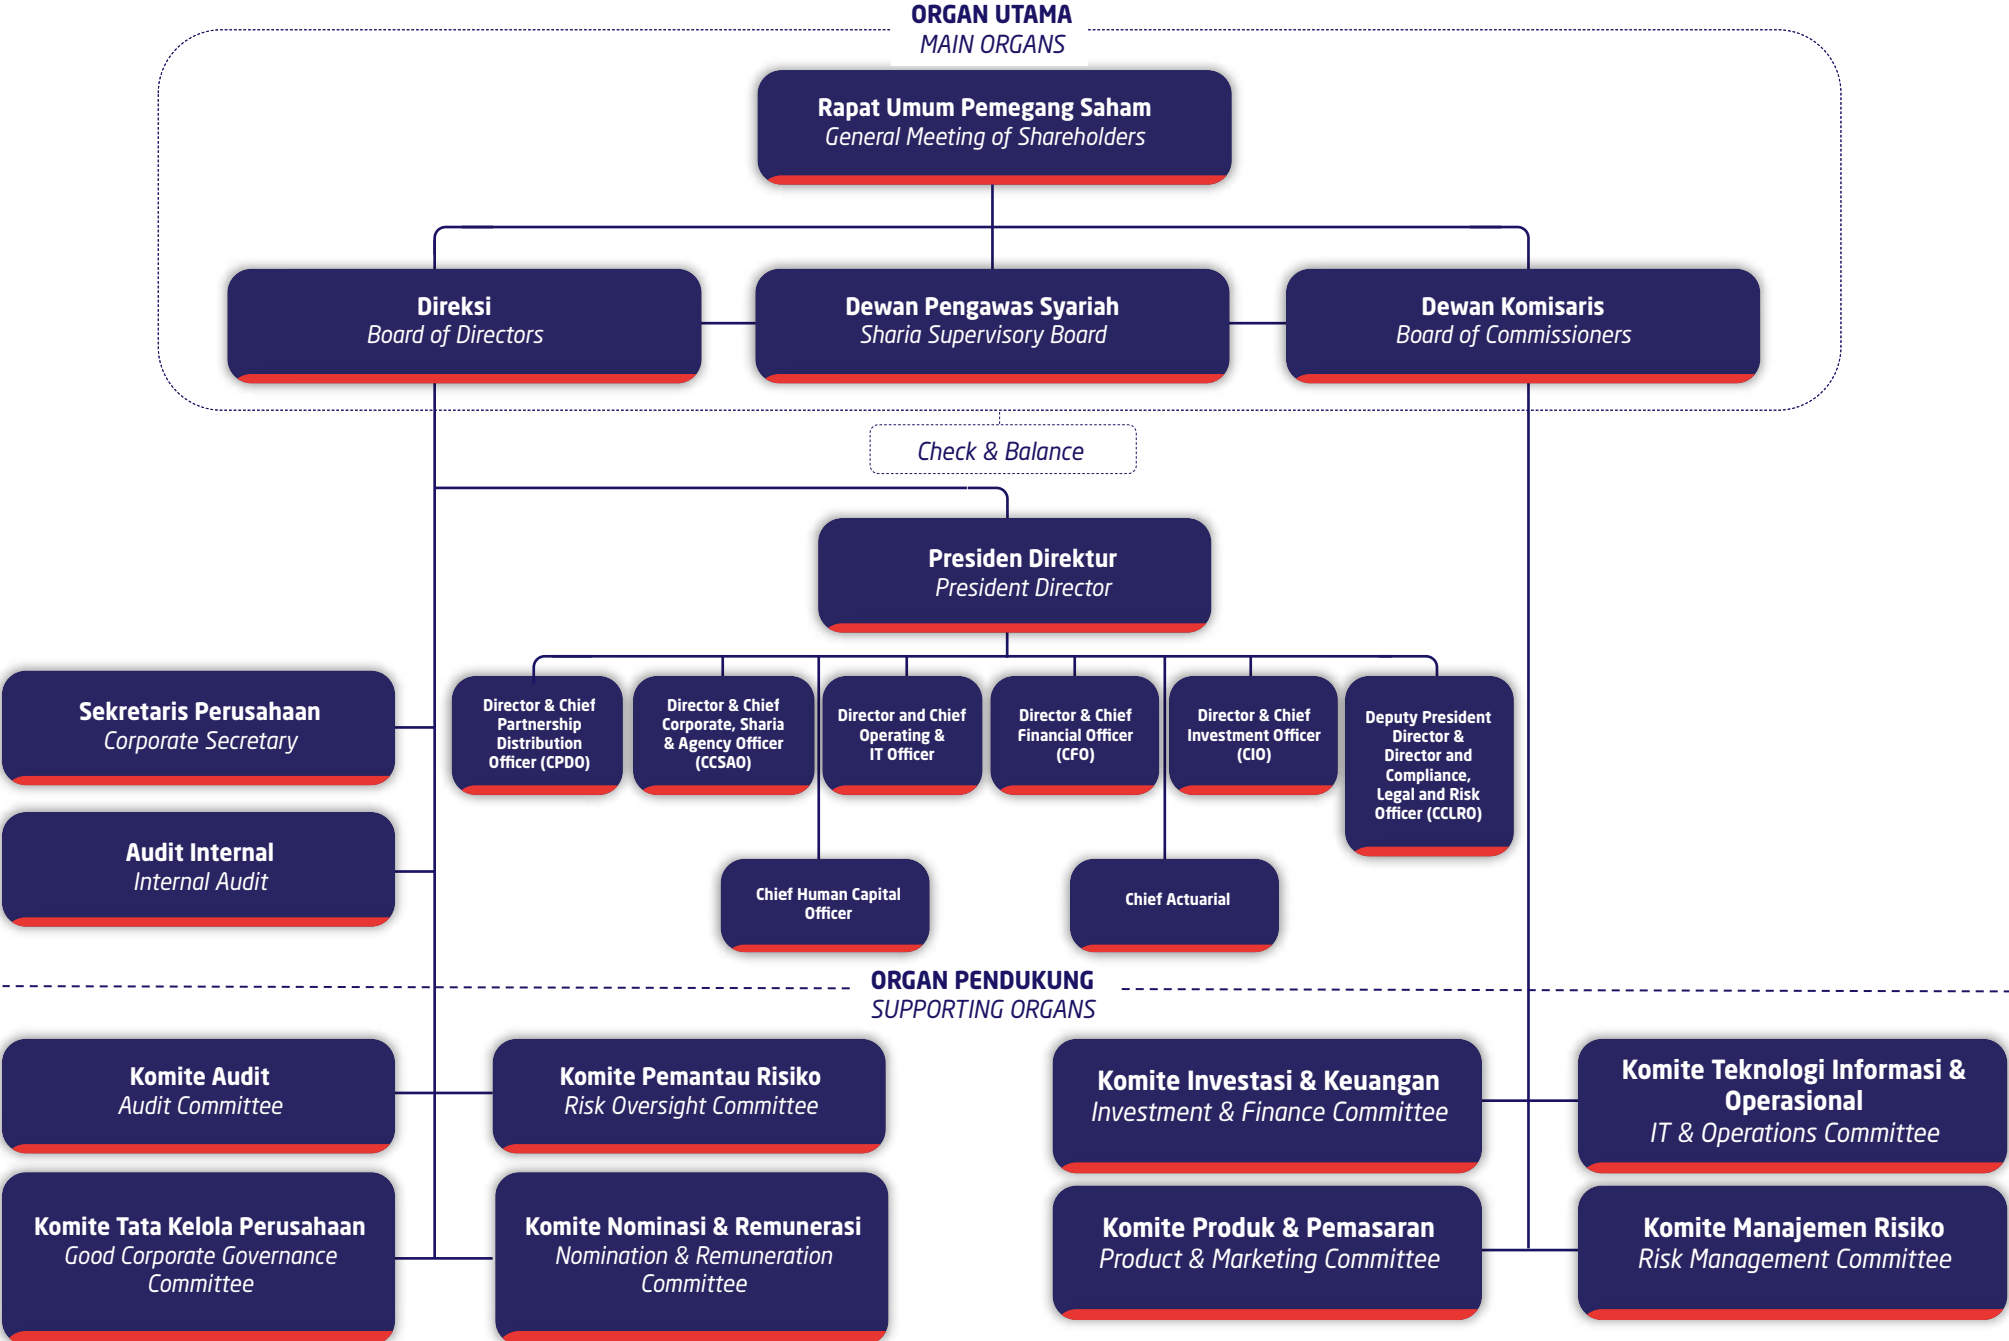 ORGAN UTAMA
MAIN ORGANS
Rapat Umum Pemegang Saham
General Meeting of Shareholders
Direksi
Board of Directors
Dewan Pengawas Syariah
Sharia Supervisory Board
Dewan Komisaris
Board of Commissioners
Check & Balance
Presiden Direktur
President Director
Sekretaris Perusahaan
Corporate Secretary
Audit Internal
Internal Audit
Director & Chief
Partnership
Distribution
Officer (CPDO)
Director & Chief
Corporate, Sharia
& Agency Officer
(CCSAO)
Director and Chief
Operating &
IT Officer
Director & Chief
Financial Officer
(CFO)
Director & Chief
Investment Officer
(CIO)
Deputy President
Director &
Director and
Compliance,
Legal and Risk
Officer (CCLRO)
Chief Human Capital
Officer
Chief Actuarial
ORGAN PENDUKUNG
SUPPORTING ORGANS
Komite Audit
Audit Committee
Komite Pemantau Risiko
Risk Oversight Committee
Komite Investasi & Keuangan
Investment & Finance Committee
Komite Teknologi Informasi &
Operasional
IT & Operations Committee
Komite Tata Kelola Perusahaan
Good Corporate Governance
Committee
Komite Nominasi & Remunerasi
Nomination & Remuneration
Committee
Komite Produk & Pemasaran
Product & Marketing Committee
Komite Manajemen Risiko
Risk Management Committee